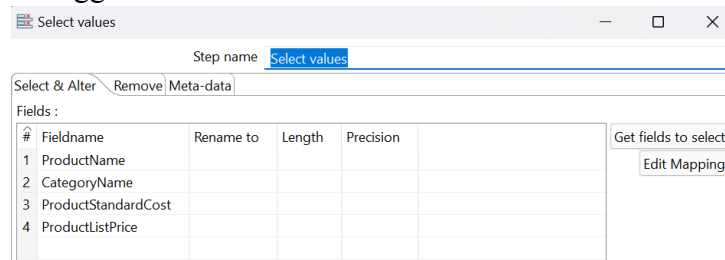 Select values
Step name Select values
Select & Alter Remove Meta-data
Fields :
# Fieldname Rename to Length Precision
Get fields to select
1 ProductName
Edit Mapping
2 CategoryName
3 ProductStandardCost
4 ProductListPrice